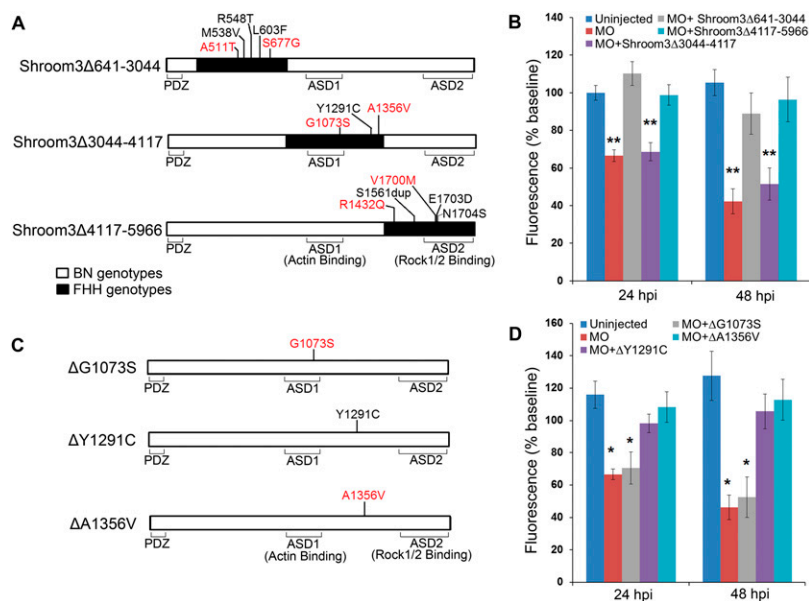 A
R548T
M538V
L603F
A511T
S677G
Shroom3Δ641-3044
PDZ
ASD1
ASD2
Y1291C
A1356V
G1073S
Shroom3Δ3044-4117
PDZ
ASD1
ASD2
V1700M
S1561dup
E1703D
R1432Q
N1704S
Shroom3Δ4117-5966
PDZ
ASD1
(Actin Binding)
ASD2
(Rock1/2 Binding)
BN genotypes
FHH genotypes
B
Uninjected
MO+ Shroom3Δ641-3044
MO
MO+Shroom3Δ4117-5966
MO+Shroom3Δ3044-4117
Fluorescence (% baseline)
140
120
100
80
60
40
20
0
**
**
**
**
24 hpi
48 hpi
C
G1073S
ΔG1073S
PDZ
ASD1
ASD2
Y1291C
ΔY1291C
PDZ
ASD1
ASD2
A1356V
ΔA1356V
PDZ
ASD1
(Actin Binding)
ASD2
(Rock1/2 Binding)
D
Uninjected
MO+ΔG1073S
MO
MO+ΔA1356V
MO+ΔY1291C
Fluorescence (% baseline)
160
140
120
100
80
60
40
20
0
*
*
*
*
24 hpi
48 hpi